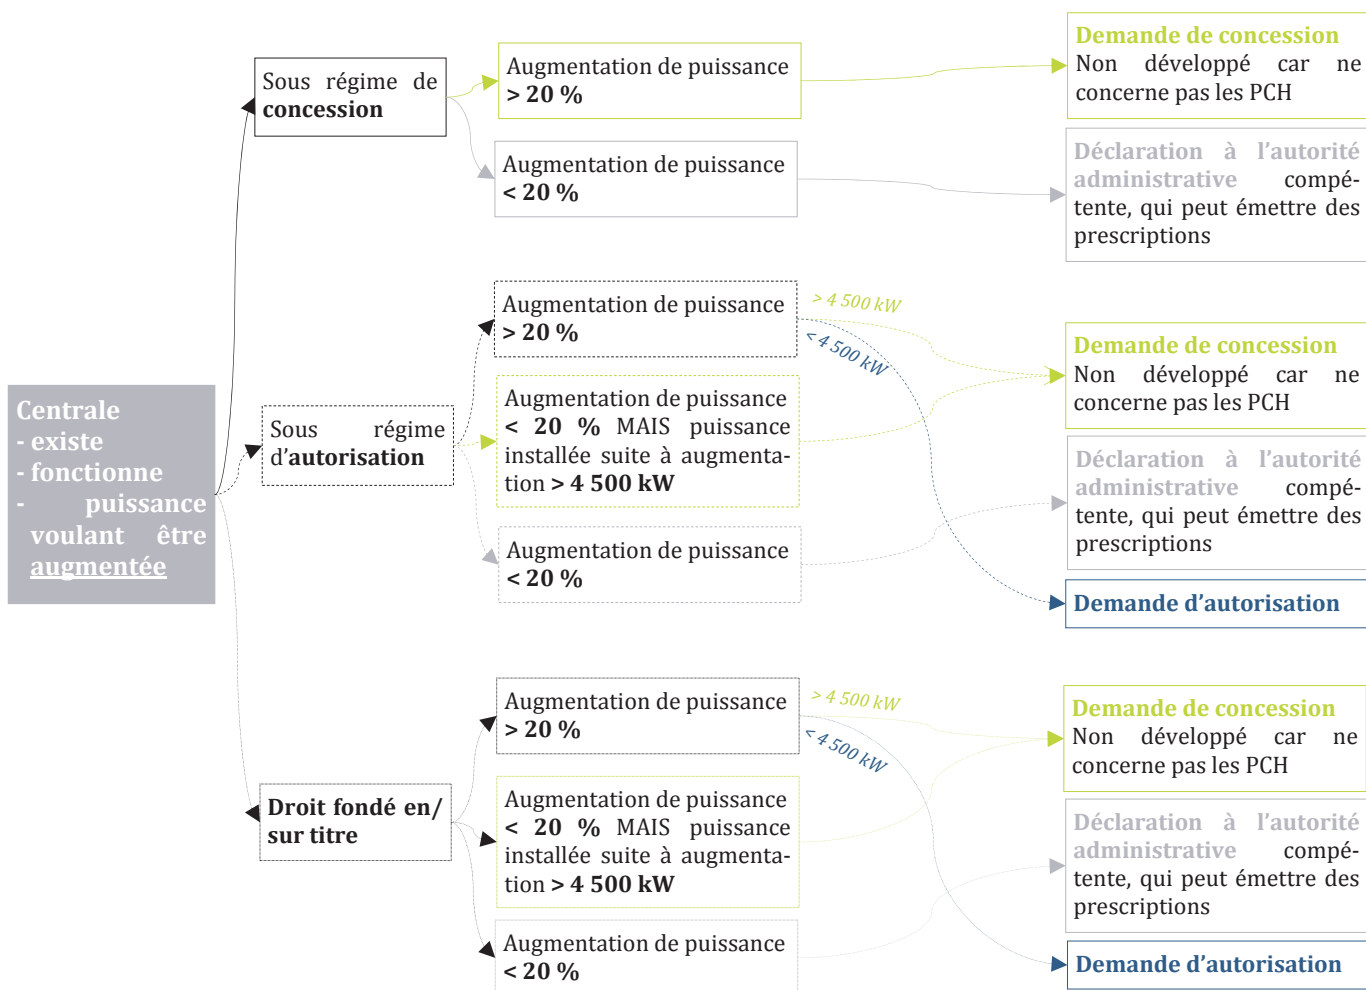 Centrale
- existe
- fonctionne
- puissance
voulant être
augmentée
Sous régime de
concession
Augmentation de puissance
> 20 %
Demande de concession
Non développé car ne
concerne pas les PCH
Augmentation de puissance
< 20 %
Déclaration à l'autorité
administrative compé-
tente, qui peut émettre des
prescriptions
Sous régime
d'autorisation
Augmentation de puissance
> 20 %
> 4 500 kW
< 4 500 kW
Demande de concession
Non développé car ne
concerne pas les PCH
Augmentation de puissance
< 20 % MAIS puissance
installée suite à augmenta-
tion > 4 500 kW
Déclaration à l'autorité
administrative compé-
tente, qui peut émettre des
prescriptions
Augmentation de puissance
< 20 %
Demande d'autorisation
Droit fondé en/
sur titre
Augmentation de puissance
> 20 %
> 4 500 kW
< 4 500 kW
Demande de concession
Non développé car ne
concerne pas les PCH
Augmentation de puissance
< 20 % MAIS puissance
installée suite à augmenta-
tion > 4 500 kW
Déclaration à l'autorité
administrative compé-
tente, qui peut émettre des
prescriptions
Augmentation de puissance
< 20 %
Demande d'autorisation